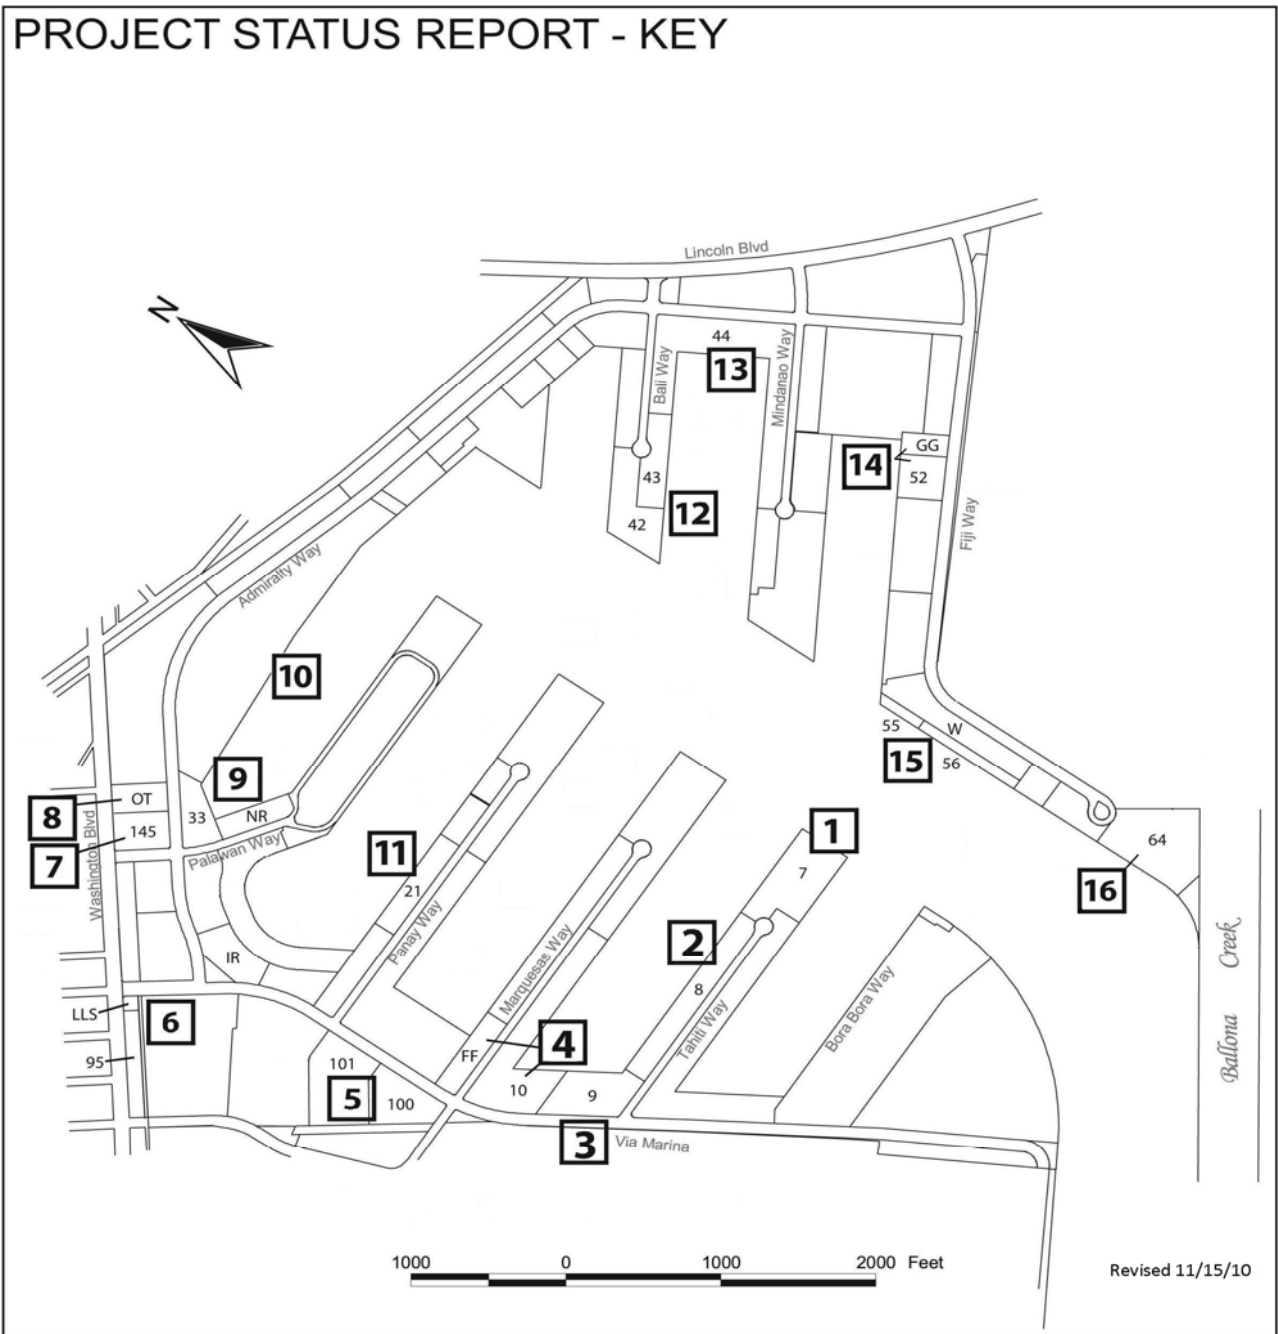 PROJECT STATUS REPORT - KEY
Lincoln Blvd
N
44
13
Bali Way
Mindanao Way
GG
14
52
43
12
42
Fiji Way
Admiralty Way
10
55
W
15
56
9
8
OT
33
NR
7
145
Washington Blvd
Palawan Way
11
21
1
7
64
16
Panay Way
Marquesas Way
2
8
IR
Tahiti Way
Bora Bora Way
Ballona Creek
LLS
6
95
4
FF
101
10
9
5
100
3
Via Marina
1000 0 1000 2000 Feet
Revised 11/15/10